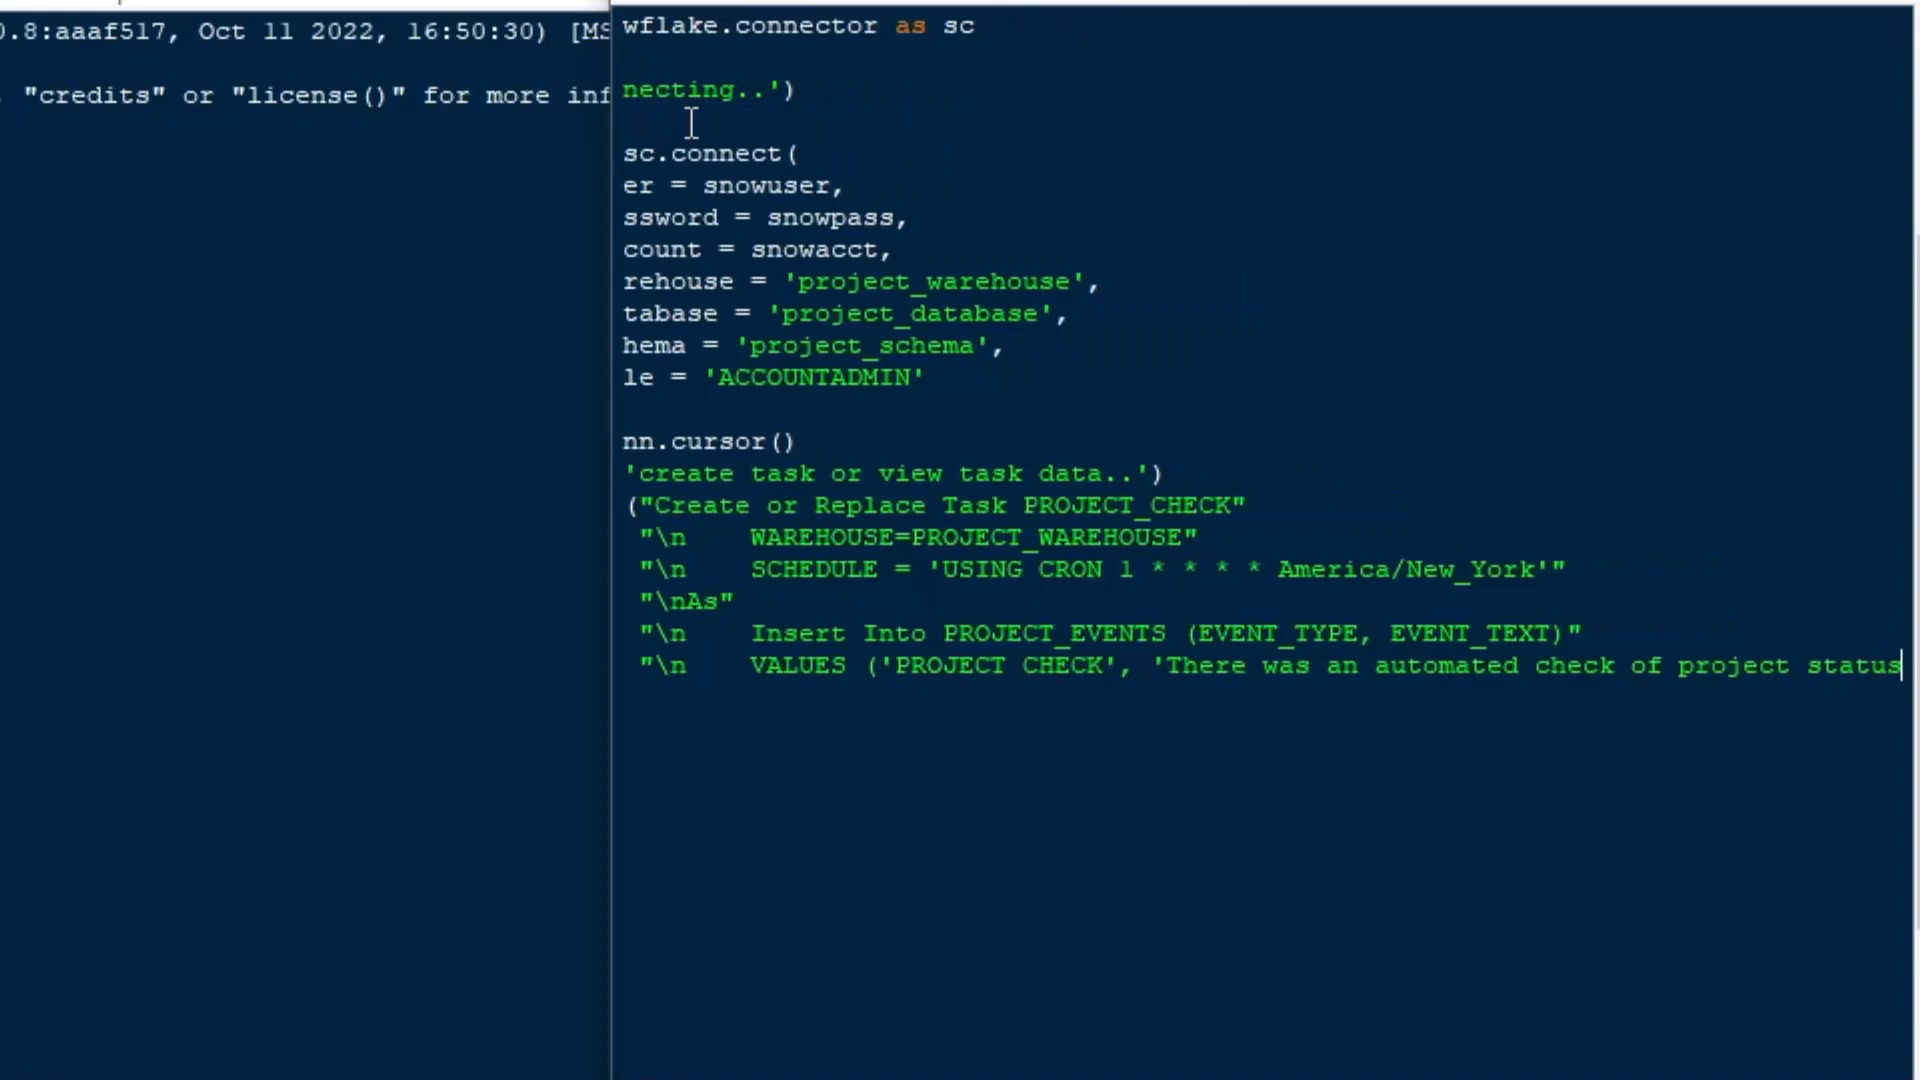 0.8:aaaf517, Oct 11 2022, 16:50:30) [MS
"credits" or "license()" for more inf
wflake.connector as sc
necting..')
sc.connect(
er = snowuser,
ssword = snowpass,
count = snowacct,
rehouse = 'project_warehouse',
tabase = 'project_database',
hema = 'project_schema',
le = 'ACCOUNTADMIN'
nn.cursor()
'create task or view task data..')
("Create or Replace Task PROJECT_CHECK"
"\n    WAREHOUSE=PROJECT_WAREHOUSE"
"\n    SCHEDULE = 'USING CRON 1 * * * * America/New_York'"
"\nAs"
"\n    Insert Into PROJECT_EVENTS (EVENT_TYPE, EVENT_TEXT)"
"\n    VALUES ('PROJECT CHECK', 'There was an automated check of project status